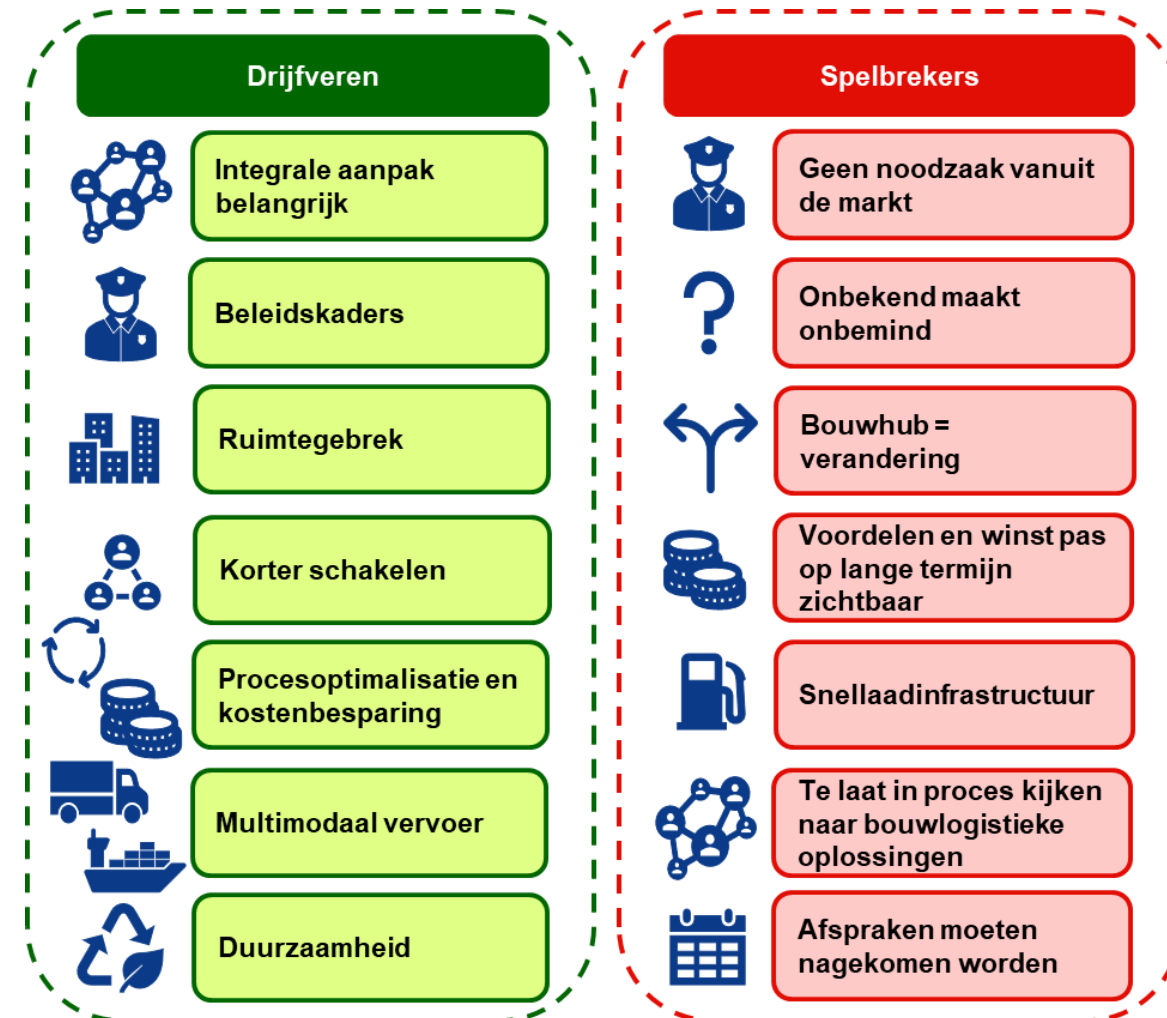 Drijfveren
Integrale aanpak
belangrijk
Beleidskaders
Ruimtegebrek
Korter schakelen
Procesoptimalisatie en
kostenbesparing
Multimodaal vervoer
Duurzaamheid
Spelbrekers
Geen noodzaak vanuit
de markt
Onbekend maakt
onbemind
Bouwhub =
verandering
Voordelen en winst pas
op lange termijn
zichtbaar
Snellaadinfrastructuur
Te laat in proces kijken
naar bouwlogistieke
oplossingen
Afspraken moeten
nagekomen worden